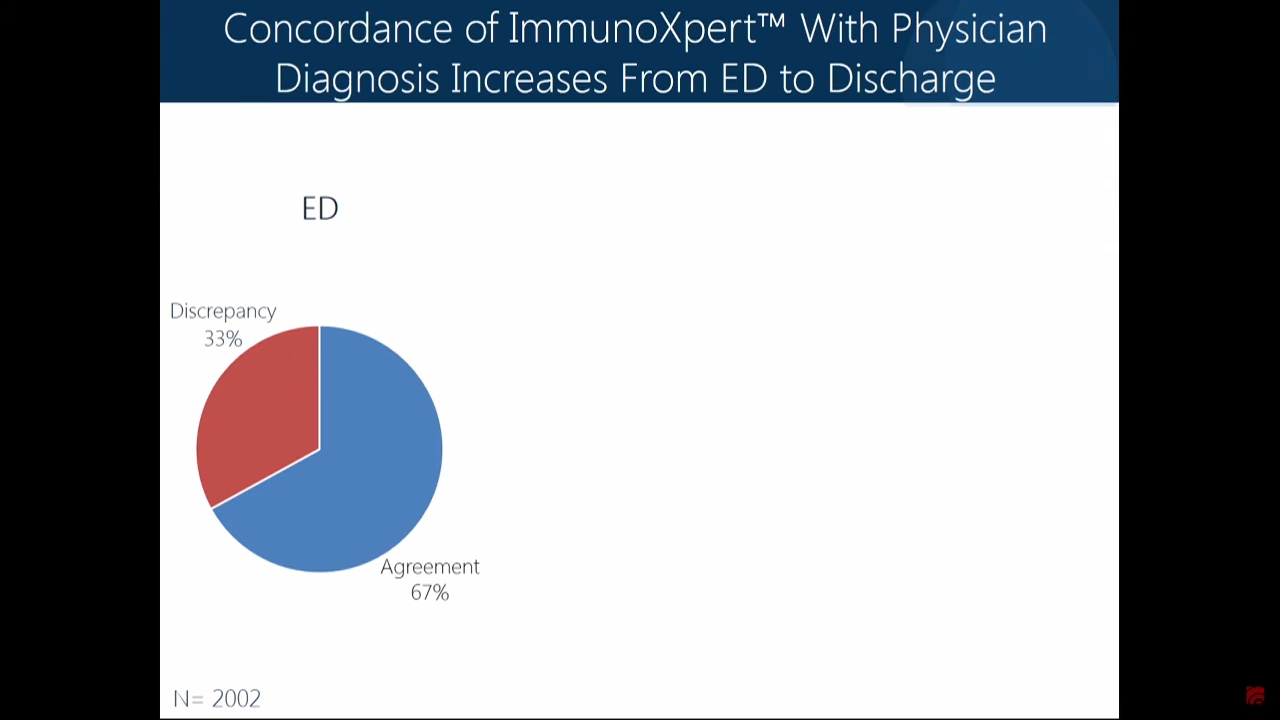 Concordance of ImmunoXpert™ With Physician
Diagnosis Increases From ED to Discharge
ED
Discrepancy
33%
Agreement
67%
N= 2002